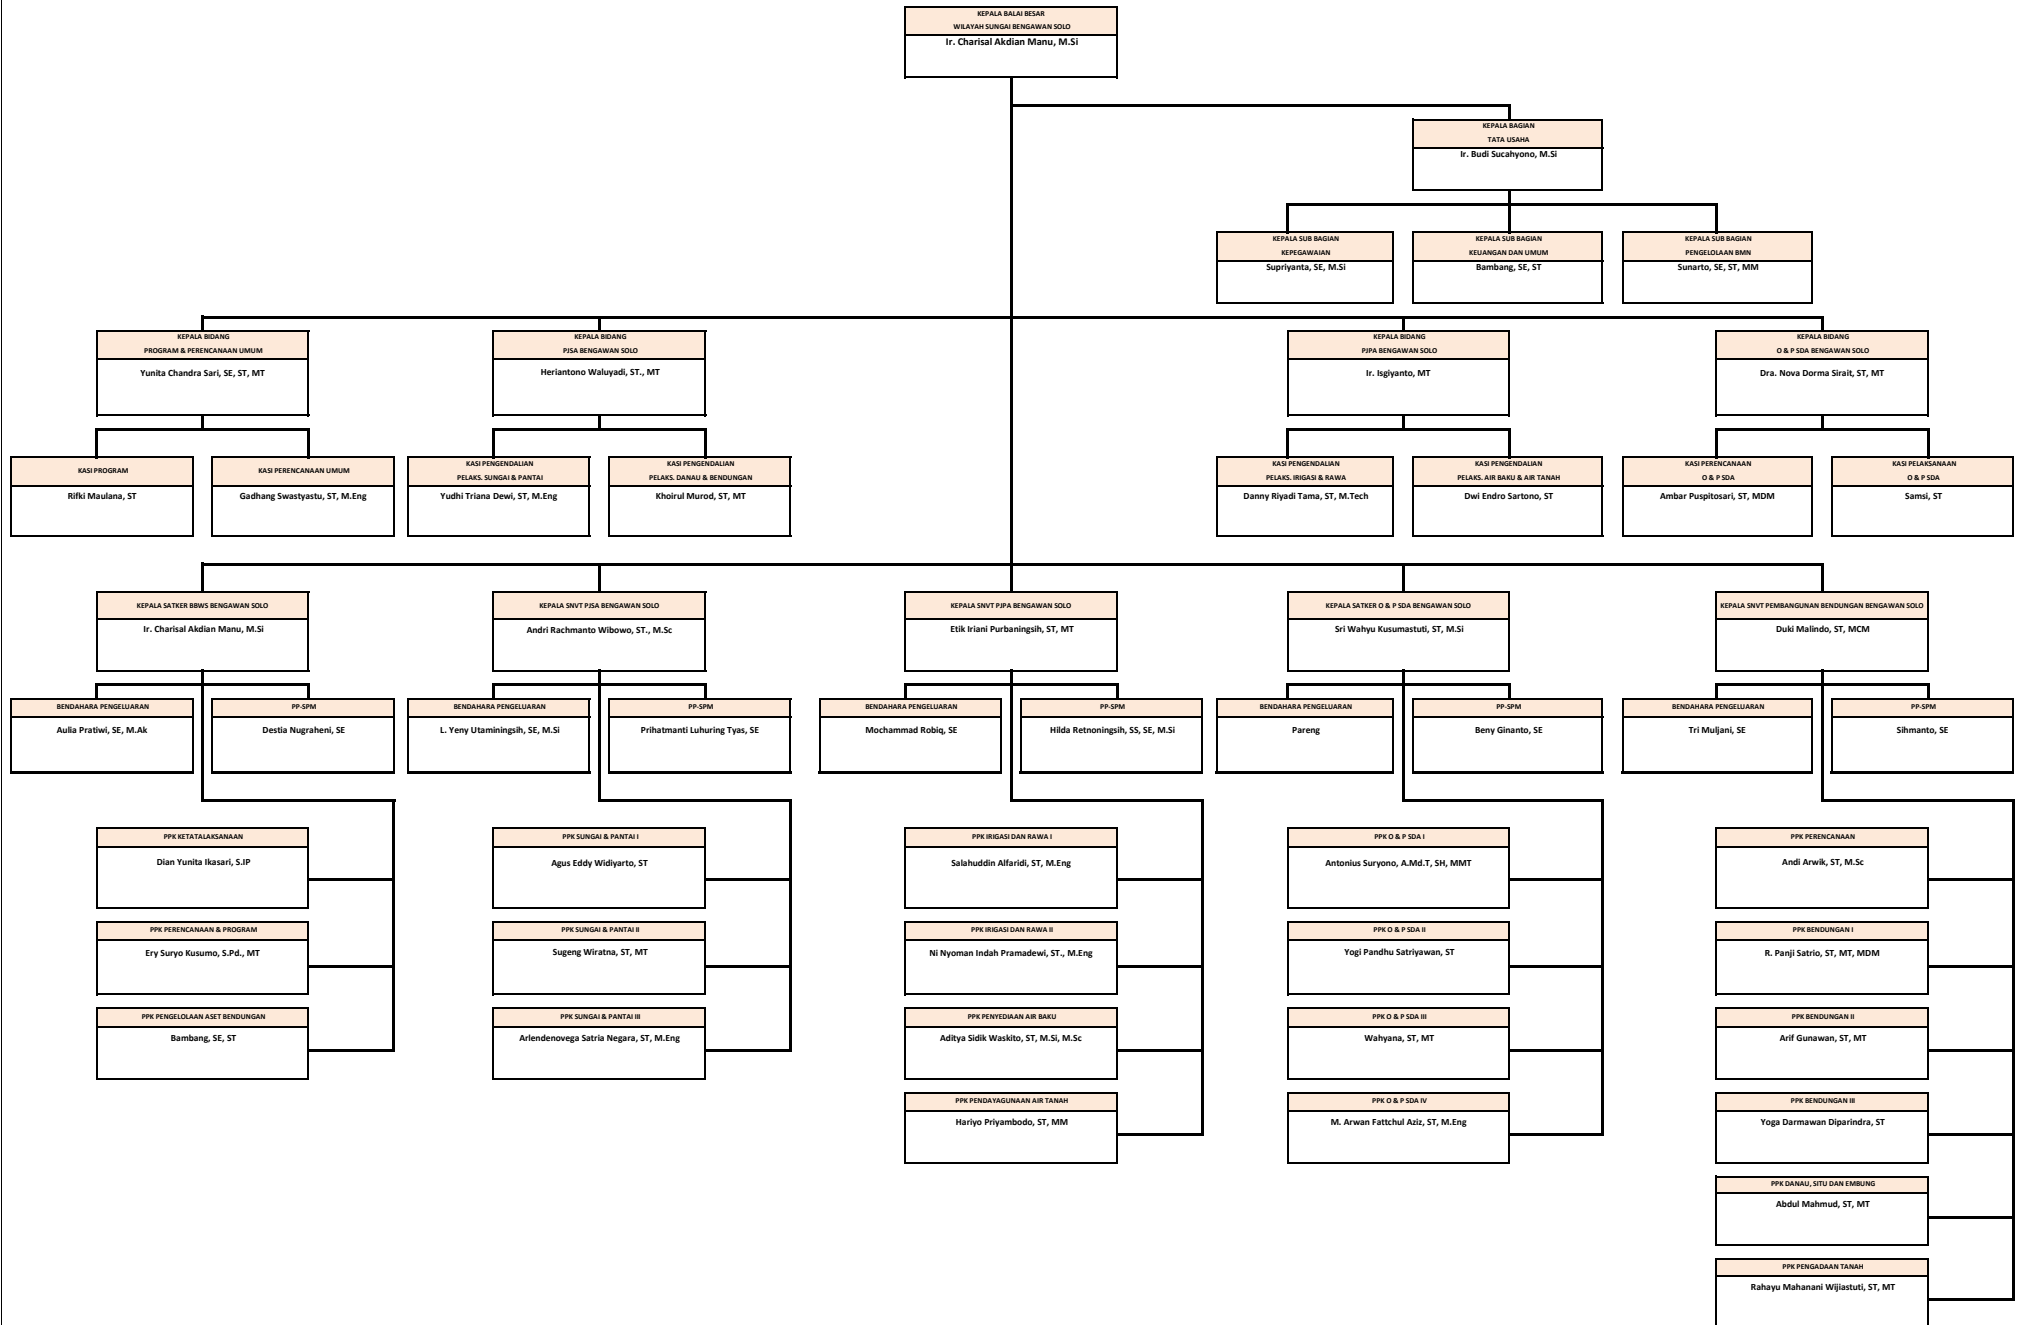 KEPALA BALAI BESAR
WILAYAH SUNGAI BENGAWAN SOLO
Ir. Charisal Akdian Manu, M.Si
KEPALA BAGIAN
TATA USAHA
Ir. Budi Sucahyono, M.Si
KEPALA SUB BAGIAN
KEPEGAWAIAN
Supriyanta, SE, M.Si
KEPALA SUB BAGIAN
KEUANGAN DAN UMUM
Bambang, SE, ST
KEPALA SUB BAGIAN
PENGELOLAAN BMN
Sunarto, SE, ST, MM
KEPALA BIDANG
PROGRAM & PERENCANAAN UMUM
Yunita Chandra Sari, SE, ST, MT
KEPALA BIDANG
PJSA BENGAWAN SOLO
Heriantono Waluyadi, ST., MT
KEPALA BIDANG
PJPA BENGAWAN SOLO
Ir. Isgiyanto, MT
KEPALA BIDANG
O & P SDA BENGAWAN SOLO
Dra. Nova Dorma Sirait, ST, MT
KASI PROGRAM
Rifki Maulana, ST
KASI PERENCANAAN UMUM
Gadhang Swastyastu, ST, M.Eng
KASI PENGENDALIAN
PELAKS. SUNGAI & PANTAI
Yudhi Triana Dewi, ST, M.Eng
KASI PENGENDALIAN
PELAKS. DANAU & BENDUNGAN
Khoirul Murod, ST, MT
KASI PENGENDALIAN
PELAKS. IRIGASI & RAWA
Danny Riyadi Tama, ST, M.Tech
KASI PENGENDALIAN
PELAKS. AIR BAKU & AIR TANAH
Dwi Endro Sartono, ST
KASI PERENCANAAN
O & P SDA
Ambar Puspitosari, ST, MDM
KASI PELAKSANAAN
O & P SDA
Samsi, ST
KEPALA SATKER BBWS BENGAWAN SOLO
Ir. Charisal Akdian Manu, M.Si
KEPALA SNVT PJSA BENGAWAN SOLO
Andri Rachmanto Wibowo, ST., M.Sc
KEPALA SNVT PJPA BENGAWAN SOLO
Etik Iriani Purbaningsih, ST, MT
KEPALA SATKER O & P SDA BENGAWAN SOLO
Sri Wahyu Kusumastuti, ST, M.Si
KEPALA SNVT PEMBANGUNAN BENDUNGAN BENGAWAN SOLO
Duki Malindo, ST, MCM
BENDAHARA PENGELUARAN
Aulia Pratiwi, SE, M.Ak
PP-SPM
Destia Nugraheni, SE
BENDAHARA PENGELUARAN
L. Yeny Utaminingsih, SE, M.Si
PP-SPM
Prihatmanti Luhuring Tyas, SE
BENDAHARA PENGELUARAN
Mochammad Robiq, SE
PP-SPM
Hilda Retnoningsih, SS, SE, M.Si
BENDAHARA PENGELUARAN
Pareng
PP-SPM
Beny Ginanto, SE
BENDAHARA PENGELUARAN
Tri Muljani, SE
PP-SPM
Sihmanto, SE
PPK KETATALAKSANAAN
Dian Yunita Ikasari, S.IP
PPK SUNGAI & PANTAI I
Agus Eddy Widiyarto, ST
PPK IRIGASI DAN RAWA I
Salahuddin Alfaridi, ST, M.Eng
PPK O & P SDA I
Antonius Suryono, A.Md.T, SH, MMT
PPK PERENCANAAN
Andi Arwik, ST, M.Sc
PPK PERENCANAAN & PROGRAM
Ery Suryo Kusumo, S.Pd., MT
PPK SUNGAI & PANTAI II
Sugeng Wiratna, ST, MT
PPK IRIGASI DAN RAWA II
Ni Nyoman Indah Pramadewi, ST., M.Eng
PPK O & P SDA II
Yogi Pandhu Satriyawan, ST
PPK BENDUNGAN I
R. Panji Satrio, ST, MT, MDM
PPK PENGELOLAAN ASET BENDUNGAN
Bambang, SE, ST
PPK SUNGAI & PANTAI III
Arlendenovega Satria Negara, ST, M.Eng
PPK PENYEDIAAN AIR BAKU
Aditya Sidik Waskito, ST, M.Si, M.Sc
PPK O & P SDA III
Wahyana, ST, MT
PPK BENDUNGAN II
Arif Gunawan, ST, MT
PPK PENDAYAGUNAAN AIR TANAH
Hariyo Priyambodo, ST, MM
PPK O & P SDA IV
M. Arwan Fattchul Aziz, ST, M.Eng
PPK BENDUNGAN III
Yoga Darmawan Diparindra, ST
PPK DANAU, SITU DAN EMBUNG
Abdul Mahmud, ST, MT
PPK PENGADAAN TANAH
Rahayu Mahanani Wijiastuti, ST, MT